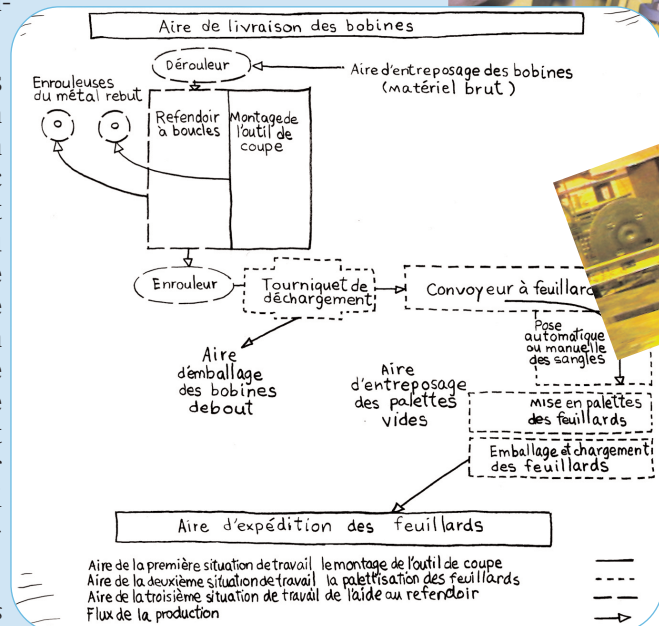 Aire de livraison des bobines
Dérouleur
Aire d'entreposage des bobines
(matériel brut)
Enrouleuses
du métal rebut
Refendoir
à boucles
Montage de
l'outil de
coupe
Enrouleur
Tourniquet de
déchargement
Convoyeur à feuillard
Pose
automatique
ou manuelle
des sangles
Aire
d'emballage
des bobines
debout
Aire
d'entreposage
des palettes
vides
Mise en palettes
des feuillards
Emballage et chargement
des feuillards
Aire d'expédition des feuillards
Aire de la première situation de travail le montage de l'outil de coupe
Aire de la deuxième situation de travail la palettisation des feuillards
Aire de la troisième situation de travail de l'aide au refendoir
Flux de la production